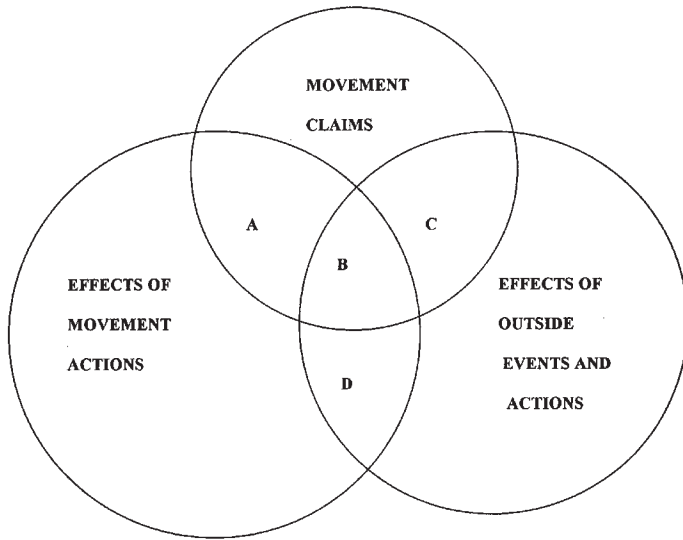 MOVEMENT
CLAIMS
A
C
B
EFFECTS OF
MOVEMENT
ACTIONS
EFFECTS OF
OUTSIDE
EVENTS AND
ACTIONS
D